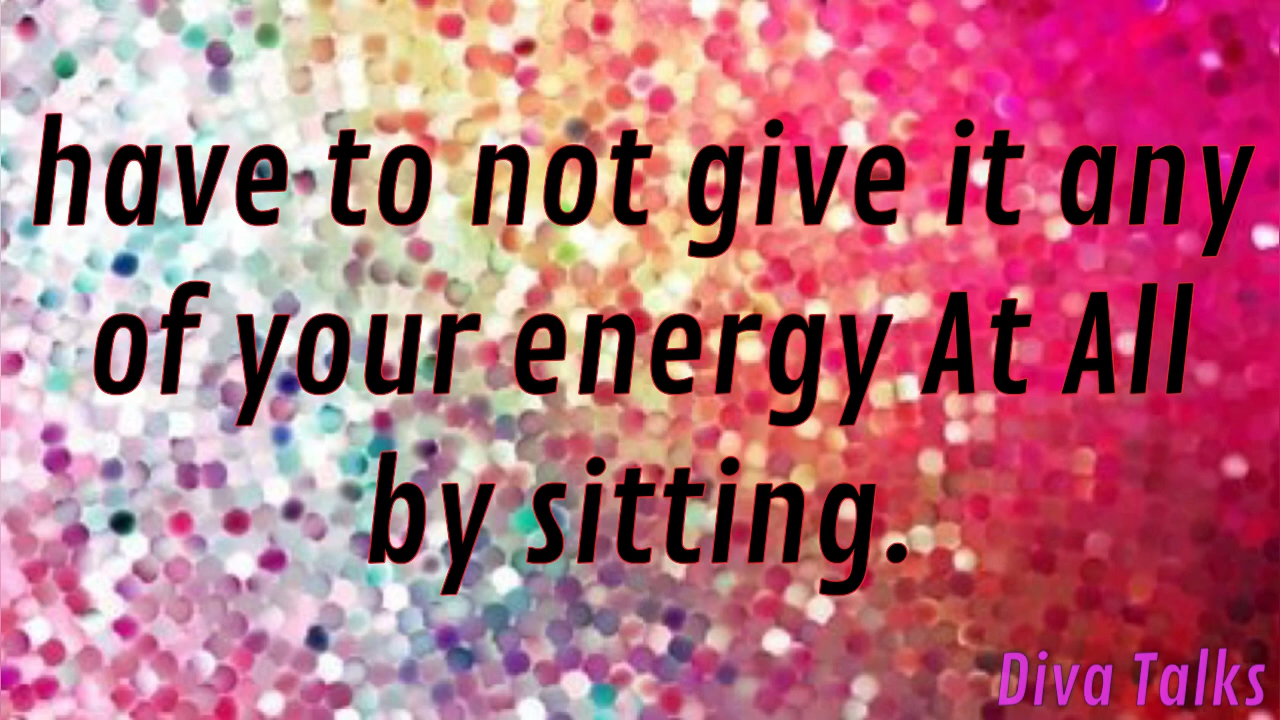 have to not give it any
of your energy At All
by sitting.
Diva Talks